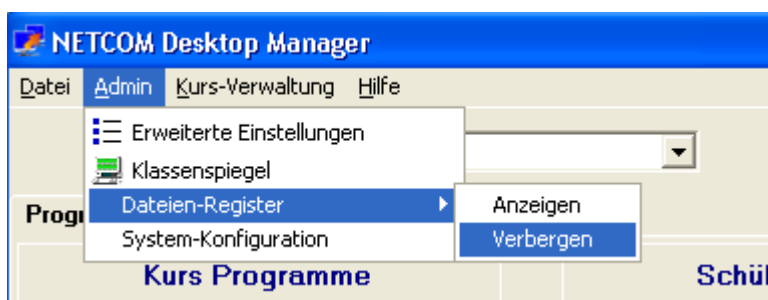 NETCOM Desktop Manager
Datei Admin Kurs-Verwaltung Hilfe
Erweiterte Einstellungen
Klassenspiegel
Dateien-Register
System-Konfiguration
Anzeigen
Verbergen
Kurs Programme